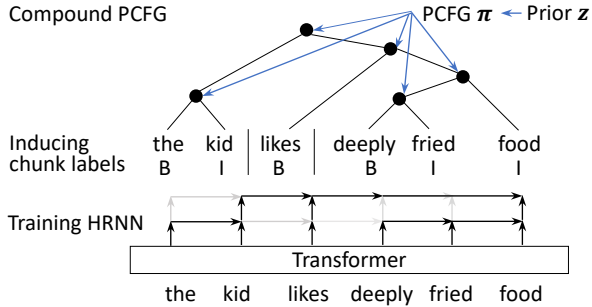 Compound PCFG PCFG π Prior z
Inducing the kid likes deeply fried food
chunk labels B I B B I I
Training HRNN
Transformer
the kid likes deeply fried food